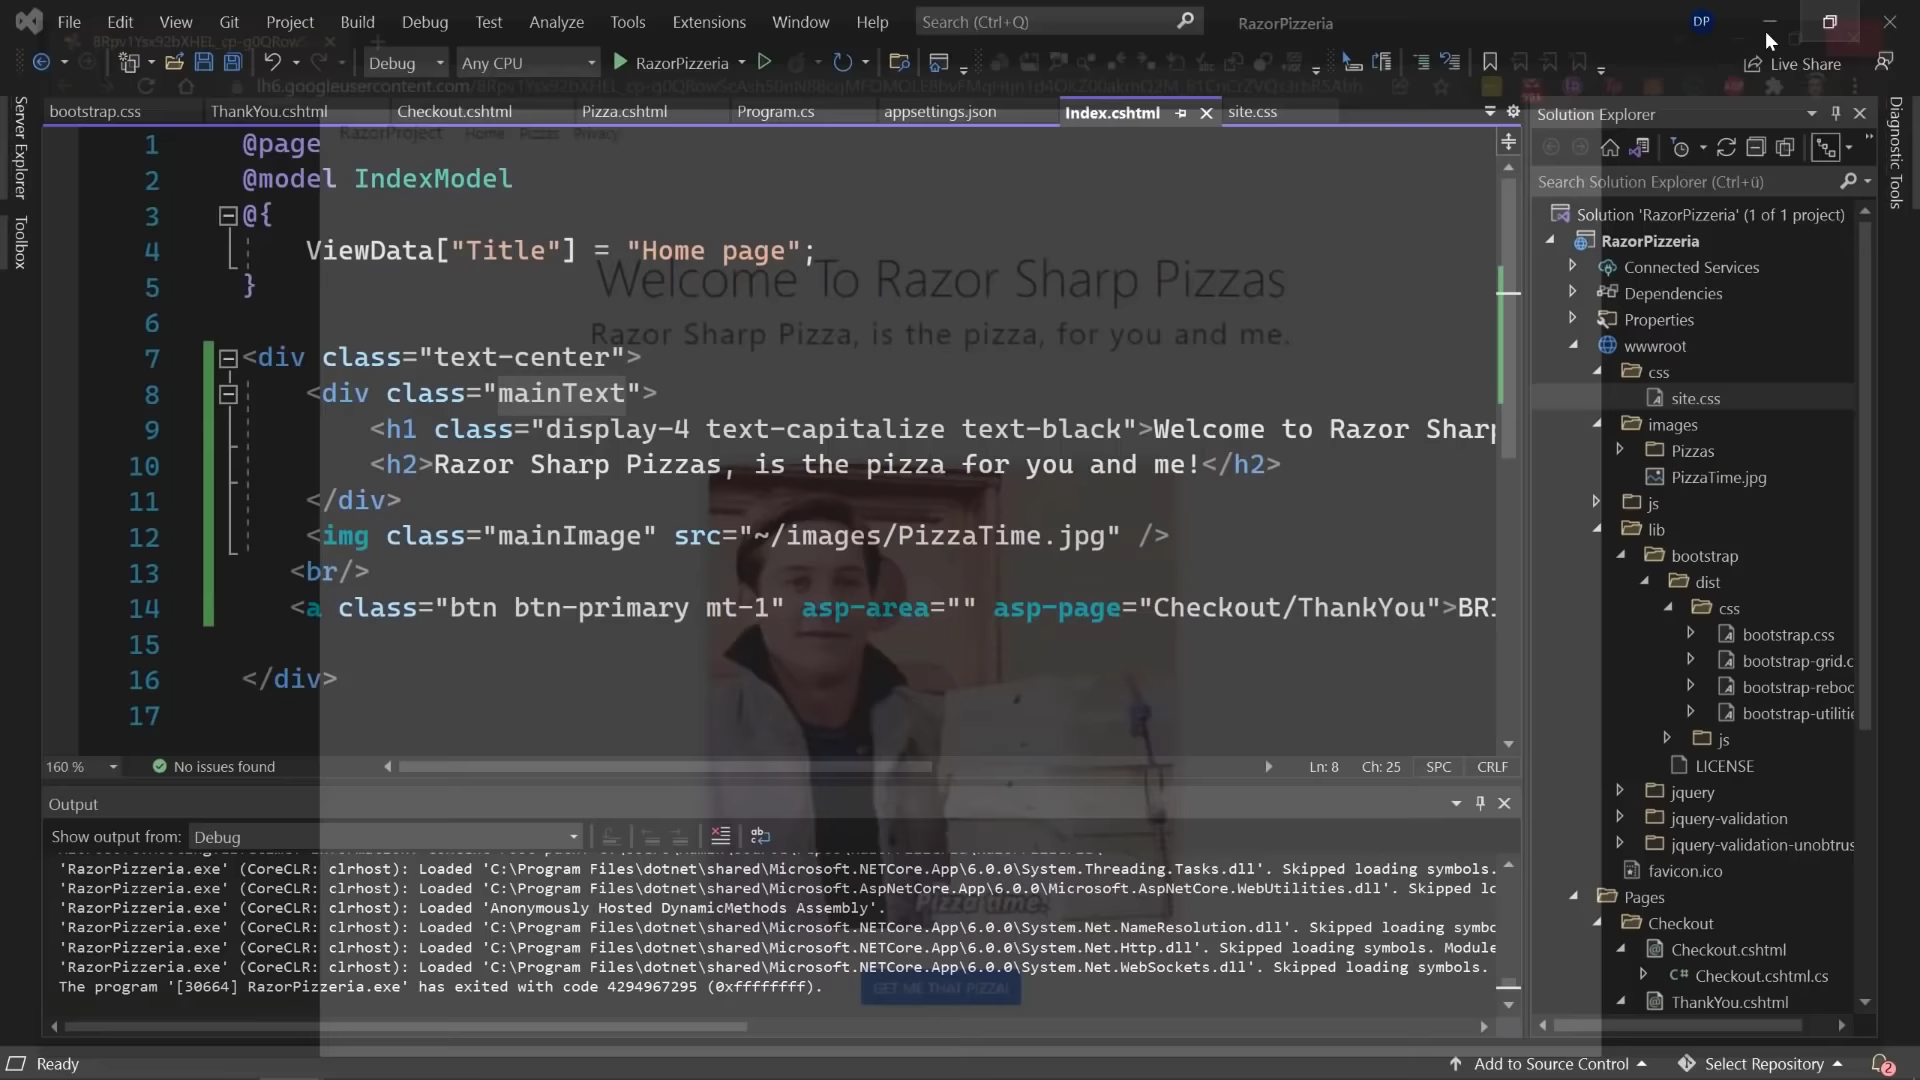 File Edit View Git Project Build Debug Test Analyze Tools Extensions Window Help Search (Ctrl+Q) RazorPizzeria DP
Debug Any CPU RazorPizzeria Live Share
bootstrap.css ThankYou.cshtml Checkout.cshtml Pizza.cshtml Program.cs appsettings.json Index.cshtml site.css
RazorProject Home Pizzas Privacy
Server Explorer
Toolbox
Diagnostic Tools
1 @page
2 @model IndexModel
3 @{
4 ViewData["Title"] = "Home page";
5 }
6
7 <div class="text-center">
8 <div class="mainText">
9 <h1 class="display-4 text-capitalize text-black">Welcome to Razor Sharp
10 <h2>Razor Sharp Pizzas, is the pizza for you and me!</h2>
11 </div>
12 <img class="mainImage" src="~/images/PizzaTime.jpg" />
13 <br/>
14 <a class="btn btn-primary mt-1" asp-area="" asp-page="Checkout/ThankYou">BRI
15
16 </div>
17
Welcome To Razor Sharp Pizzas
Razor Sharp Pizza, is the pizza, for you and me.
Pizza time.
GET ME THAT PIZZA!
160 % No issues found Ln: 8 Ch: 25 SPC CRLF
Output
Show output from: Debug
'RazorPizzeria.exe' (CoreCLR: clrhost): Loaded 'C:\Program Files\dotnet\shared\Microsoft.NETCore.App\6.0.0\System.Threading.Tasks.dll'. Skipped loading symbols.
'RazorPizzeria.exe' (CoreCLR: clrhost): Loaded 'C:\Program Files\dotnet\shared\Microsoft.AspNetCore.App\6.0.0\Microsoft.AspNetCore.WebUtilities.dll'. Skipped lo
'RazorPizzeria.exe' (CoreCLR: clrhost): Loaded 'Anonymously Hosted DynamicMethods Assembly'.
'RazorPizzeria.exe' (CoreCLR: clrhost): Loaded 'C:\Program Files\dotnet\shared\Microsoft.NETCore.App\6.0.0\System.Net.NameResolution.dll'. Skipped loading symbo
'RazorPizzeria.exe' (CoreCLR: clrhost): Loaded 'C:\Program Files\dotnet\shared\Microsoft.NETCore.App\6.0.0\System.Net.Http.dll'. Skipped loading symbols. Module
'RazorPizzeria.exe' (CoreCLR: clrhost): Loaded 'C:\Program Files\dotnet\shared\Microsoft.NETCore.App\6.0.0\System.Net.WebSockets.dll'. Skipped loading symbols.
The program '[30664] RazorPizzeria.exe' has exited with code 4294967295 (0xffffffff).
Solution Explorer
Search Solution Explorer (Ctrl+ü)
Solution 'RazorPizzeria' (1 of 1 project)
RazorPizzeria
Connected Services
Dependencies
Properties
wwwroot
css
site.css
images
Pizzas
PizzaTime.jpg
js
lib
bootstrap
dist
css
bootstrap.css
bootstrap-grid.c
bootstrap-reboo
bootstrap-utilitie
js
LICENSE
jquery
jquery-validation
jquery-validation-unobtrus
favicon.ico
Pages
Checkout
Checkout.cshtml
C# Checkout.cshtml.cs
ThankYou.cshtml
Ready Add to Source Control Select Repository 2